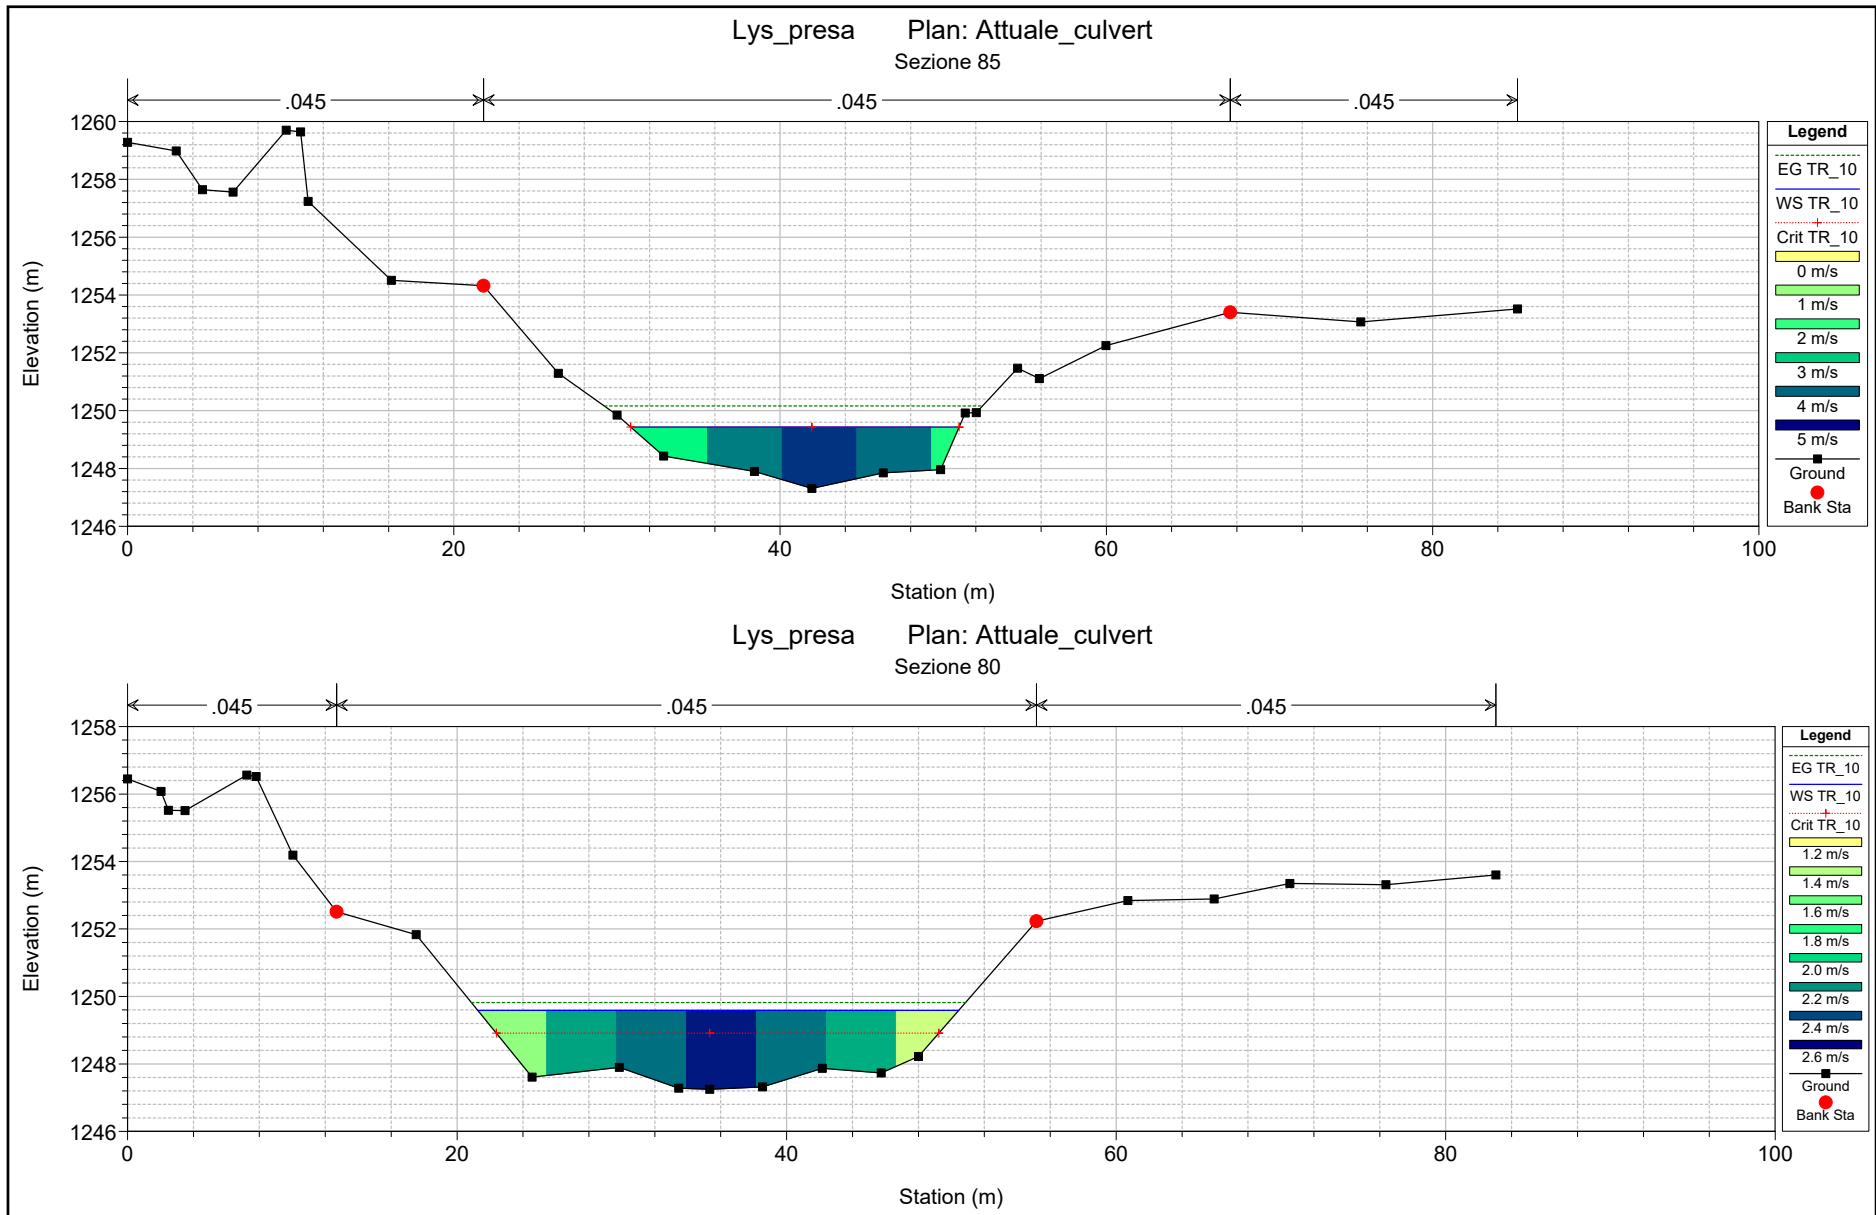 Lys_presa Plan: Attuale_culvert
Sezione 85
.045 .045 .045
1260
1258
1256
1254
1252
1250
1248
1246
Elevation (m)
0 20 40 60 80 100
Station (m)
Legend
EG TR_10
WS TR_10
Crit TR_10
0 m/s
1 m/s
2 m/s
3 m/s
4 m/s
5 m/s
Ground
Bank Sta
Lys_presa Plan: Attuale_culvert
Sezione 80
.045 .045 .045
1258
1256
1254
1252
1250
1248
1246
Elevation (m)
0 20 40 60 80 100
Station (m)
Legend
EG TR_10
WS TR_10
Crit TR_10
1.2 m/s
1.4 m/s
1.6 m/s
1.8 m/s
2.0 m/s
2.2 m/s
2.4 m/s
2.6 m/s
Ground
Bank Sta